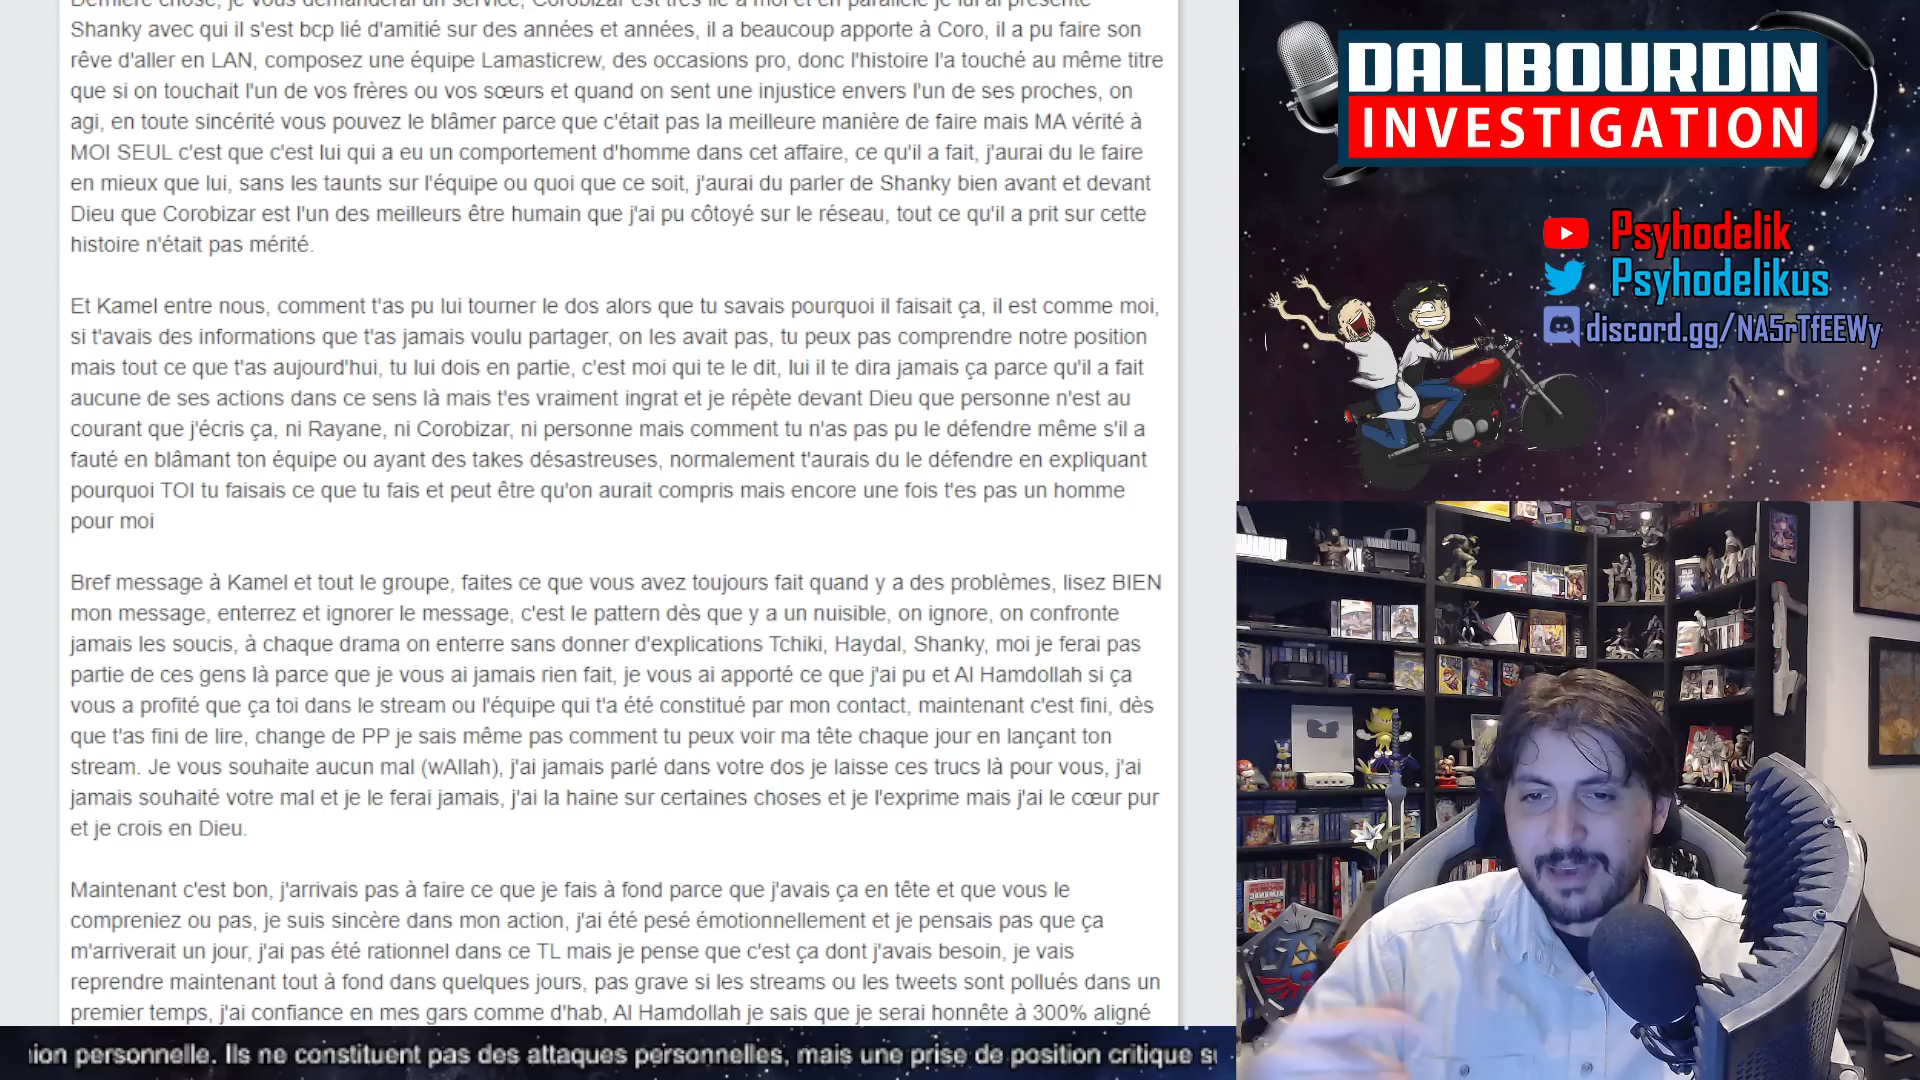 Dernière chose, je vous demanderai un service, Corobizar est très lié à moi et en parallèle je lui ai présenté
Shanky avec qui il s'est bcp lié d'amitié sur des années et années, il a beaucoup apporte à Coro, il a pu faire son
rêve d'aller en LAN, composez une équipe Lamasticrew, des occasions pro, donc l'histoire l'a touché au même titre
que si on touchait l'un de vos frères ou vos sœurs et quand on sent une injustice envers l'un de ses proches, on
agi, en toute sincérité vous pouvez le blâmer parce que c'était pas la meilleure manière de faire mais MA vérité à
MOI SEUL c'est que c'est lui qui a eu un comportement d'homme dans cet affaire, ce qu'il a fait, j'aurai du le faire
en mieux que lui, sans les taunts sur l'équipe ou quoi que ce soit, j'aurai du parler de Shanky bien avant et devant
Dieu que Corobizar est l'un des meilleurs être humain que j'ai pu côtoyé sur le réseau, tout ce qu'il a prit sur cette
histoire n'était pas mérité.
Et Kamel entre nous, comment t'as pu lui tourner le dos alors que tu savais pourquoi il faisait ça, il est comme moi,
si t'avais des informations que t'as jamais voulu partager, on les avait pas, tu peux pas comprendre notre position
mais tout ce que t'as aujourd'hui, tu lui dois en partie, c'est moi qui te le dit, lui il te dira jamais ça parce qu'il a fait
aucune de ses actions dans ce sens là mais t'es vraiment ingrat et je répète devant Dieu que personne n'est au
courant que j'écris ça, ni Rayane, ni Corobizar, ni personne mais comment tu n'as pas pu le défendre même s'il a
fauté en blâmant ton équipe ou ayant des takes désastreuses, normalement t'aurais du le défendre en expliquant
pourquoi TOI tu faisais ce que tu fais et peut être qu'on aurait compris mais encore une fois t'es pas un homme
pour moi
Bref message à Kamel et tout le groupe, faites ce que vous avez toujours fait quand y a des problèmes, lisez BIEN
mon message, enterrez et ignorer le message, c'est le pattern dès que y a un nuisible, on ignore, on confronte
jamais les soucis, à chaque drama on enterre sans donner d'explications Tchiki, Haydal, Shanky, moi je ferai pas
partie de ces gens là parce que je vous ai jamais rien fait, je vous ai apporté ce que j'ai pu et Al Hamdollah si ça
vous a profité que ça toi dans le stream ou l'équipe qui t'a été constitué par mon contact, maintenant c'est fini, dès
que t'as fini de lire, change de PP je sais même pas comment tu peux voir ma tête chaque jour en lançant ton
stream. Je vous souhaite aucun mal (wAllah), j'ai jamais parlé dans votre dos je laisse ces trucs là pour vous, j'ai
jamais souhaité votre mal et je le ferai jamais, j'ai la haine sur certaines choses et je l'exprime mais j'ai le cœur pur
et je crois en Dieu.
Maintenant c'est bon, j'arrivais pas à faire ce que je fais à fond parce que j'avais ça en tête et que vous le
compreniez ou pas, je suis sincère dans mon action, j'ai été pesé émotionnellement et je pensais pas que ça
m'arriverait un jour, j'ai pas été rationnel dans ce TL mais je pense que c'est ça dont j'avais besoin, je vais
reprendre maintenant tout à fond dans quelques jours, pas grave si les streams ou les tweets sont pollués dans un
premier temps, j'ai confiance en mes gars comme d'hab, Al Hamdollah je sais que je serai honnête à 300% aligné
ion personnelle. Ils ne constituent pas des attaques personnelles, mais une prise de position critique su
DALIBOURDIN
INVESTIGATION
Psyhodelik
Psyhodelikus
discord.gg/NA5rTfEEWy